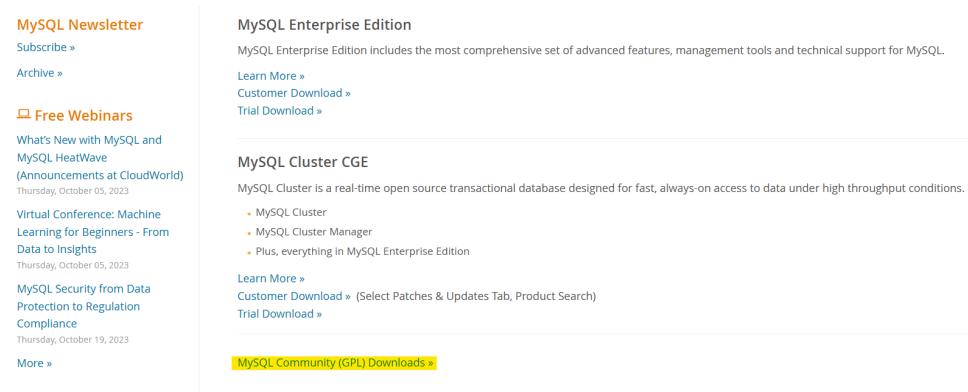 MySQL Newsletter
Subscribe »
Archive »
Free Webinars
What's New with MySQL and
MySQL HeatWave
(Announcements at CloudWorld)
Thursday, October 05, 2023
Virtual Conference: Machine
Learning for Beginners - From
Data to Insights
Thursday, October 05, 2023
MySQL Security from Data
Protection to Regulation
Compliance
Thursday, October 19, 2023
More »
MySQL Enterprise Edition
MySQL Enterprise Edition includes the most comprehensive set of advanced features, management tools and technical support for MySQL.
Learn More »
Customer Download »
Trial Download »
MySQL Cluster CGE
MySQL Cluster is a real-time open source transactional database designed for fast, always-on access to data under high throughput conditions.
• MySQL Cluster
• MySQL Cluster Manager
• Plus, everything in MySQL Enterprise Edition
Learn More »
Customer Download » (Select Patches & Updates Tab, Product Search)
Trial Download »
MySQL Community (GPL) Downloads »